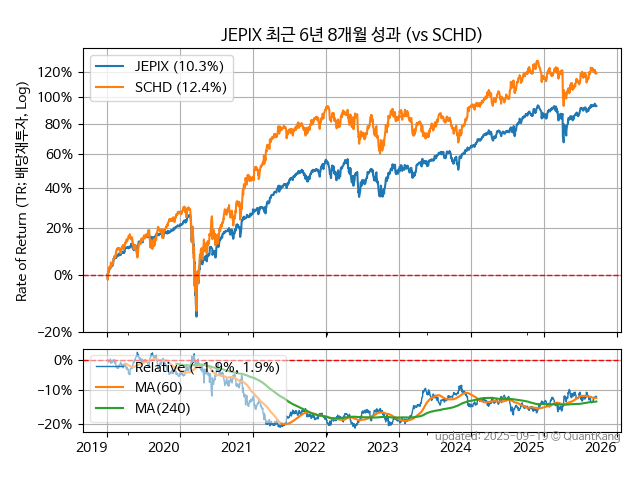 JEPIX 최근 6년 8개월 성과 (vs SCHD)
Rate of Return (TR: 배당재투자, Log)
JEPIX (10.3%)
SCHD (12.4%)
120%
100%
80%
60%
40%
20%
0%
−20%
Relative (−1.9%, 1.9%)
MA(60)
MA(240)
0%
−10%
−20%
2019 2020 2021 2022 2023 2024 2025 2026
updated: 2025-09-19 © QuantKang